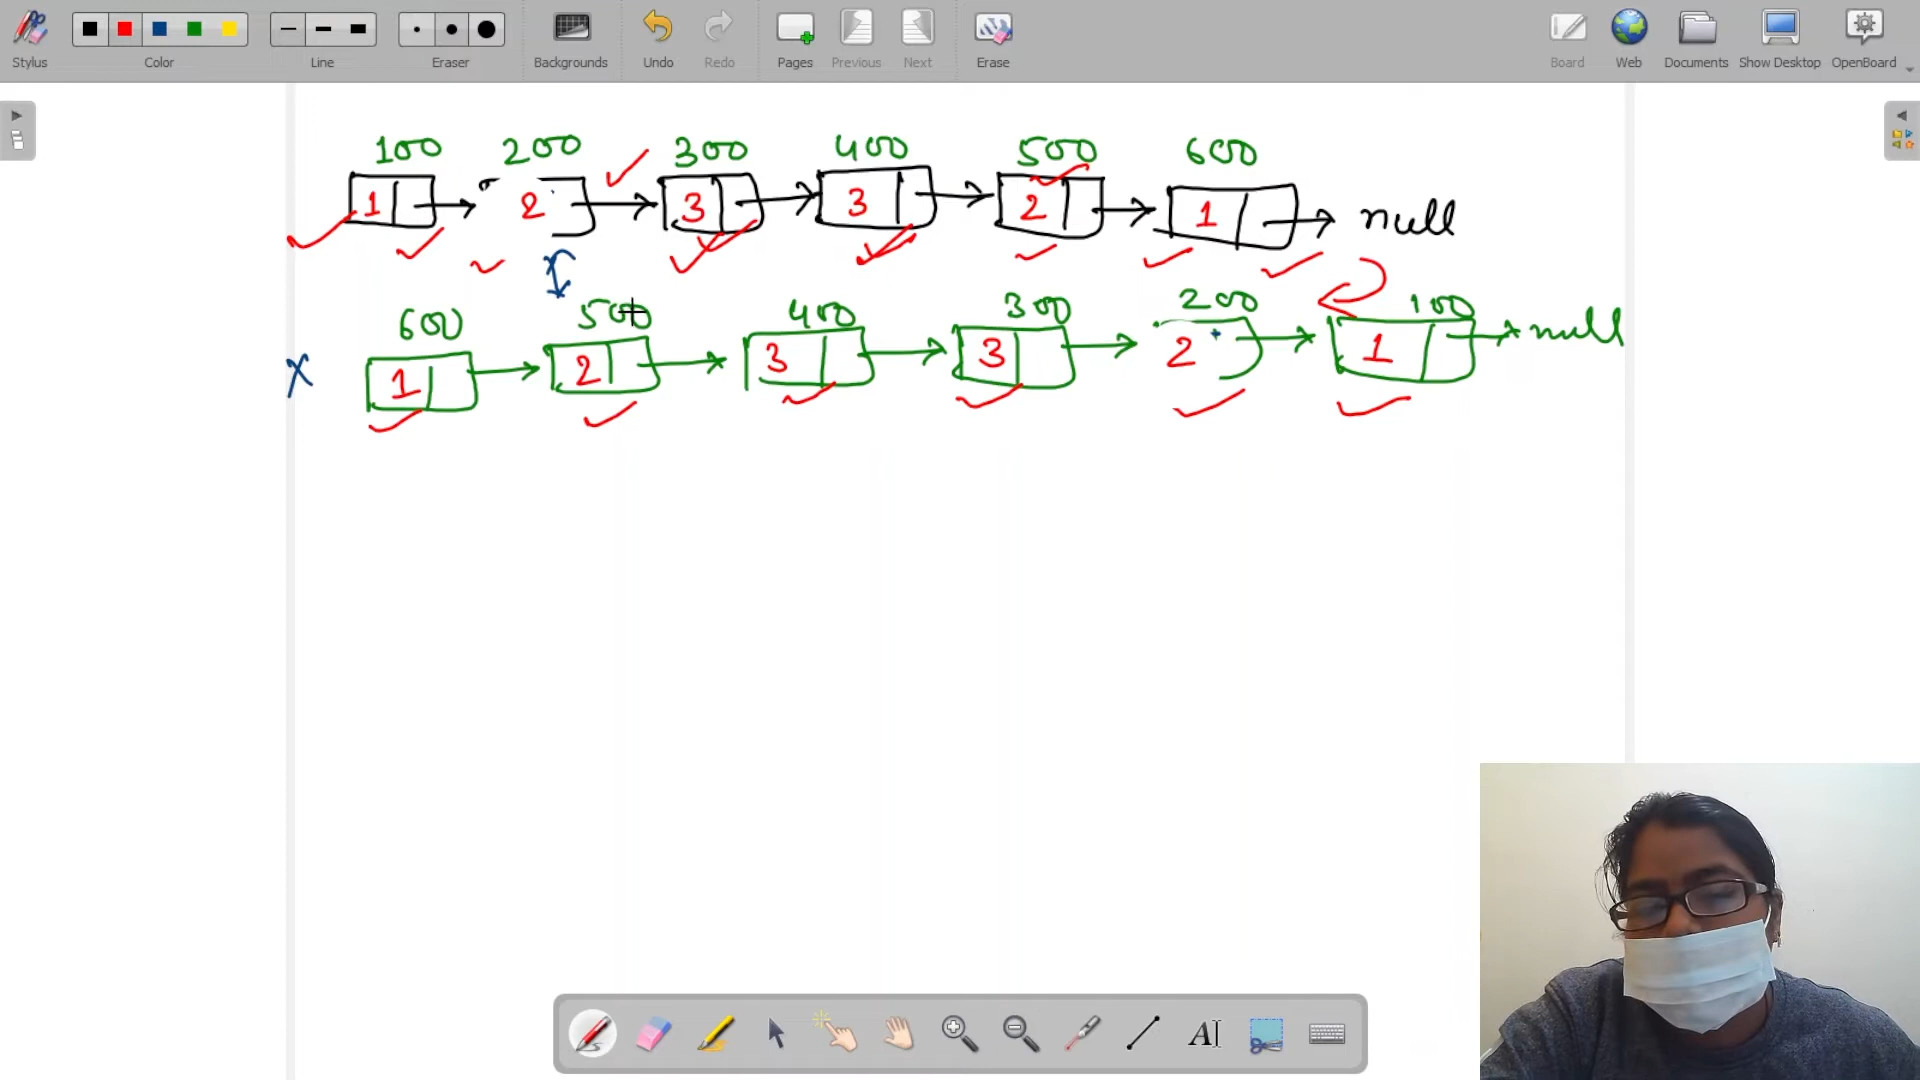 Stylus Color Line Eraser Backgrounds Undo Redo Pages Previous Next Erase Board Web Documents Show Desktop OpenBoard
100 200 300 400 500 600
1 2 3 3 2 1 null
600 500 400 300 200 100
1 2 3 3 2 1 null
X
AI